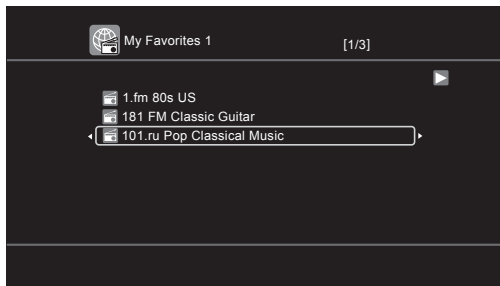 My Favorites 1 [1/3]
1.fm 80s US
181 FM Classic Guitar
101.ru Pop Classical Music